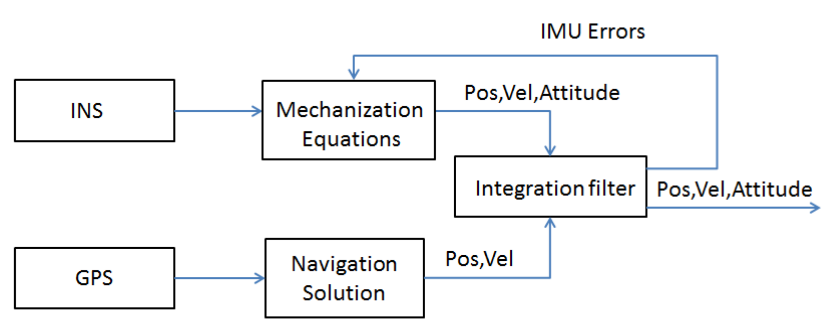 IMU Errors
INS
Mechanization
Equations
Pos,Vel,Attitude
Integration filter
Pos,Vel,Attitude
GPS
Navigation
Solution
Pos,Vel